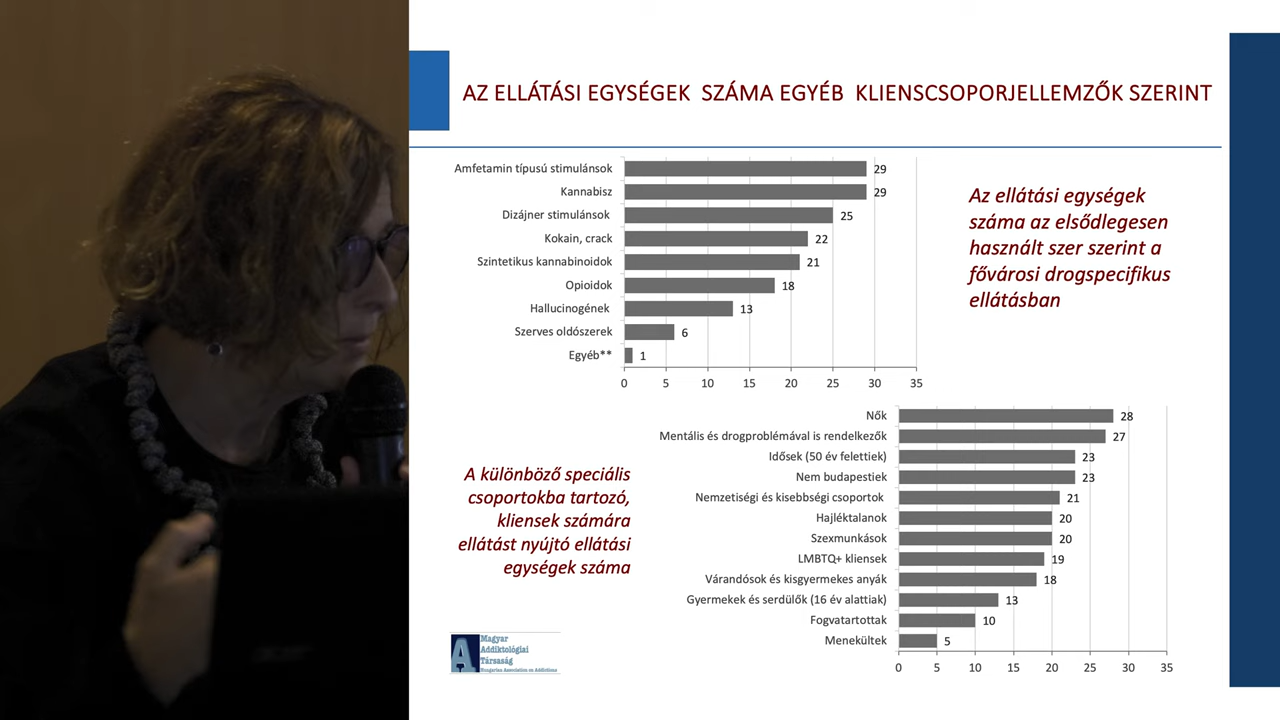 AZ ELLÁTÁSI EGYSÉGEK SZÁMA EGYÉB KLIENSCSOPORJELLEMZŐK SZERINT
Amfetamin típusú stimulánsok 29
Kannabisz 29
Dizájner stimulánsok 25
Kokain, crack 22
Szintetikus kannabinoidok 21
Opioidok 18
Hallucinogének 13
Szerves oldószerek 6
Egyéb** 1
0 5 10 15 20 25 30 35
Az ellátási egységek
száma az elsődlegesen
használt szer szerint a
fővárosi drogspecifikus
ellátásban
A különböző speciális
csoportokba tartozó,
kliensek számára
ellátást nyújtó ellátási
egységek száma
Nők 28
Mentális és drogproblémával is rendelkezők 27
Idősek (50 év felettiek) 23
Nem budapestiek 23
Nemzetiségi és kisebbségi csoportok 21
Hajléktalanok 20
Szexmunkások 20
LMBTQ+ kliensek 19
Várandósok és kisgyermekes anyák 18
Gyermekek és serdülők (16 év alattiak) 13
Fogvatartottak 10
Menekültek 5
0 5 10 15 20 25 30 35
Magyar
Addiktológiai
Társaság
Hungarian Association on Addictions